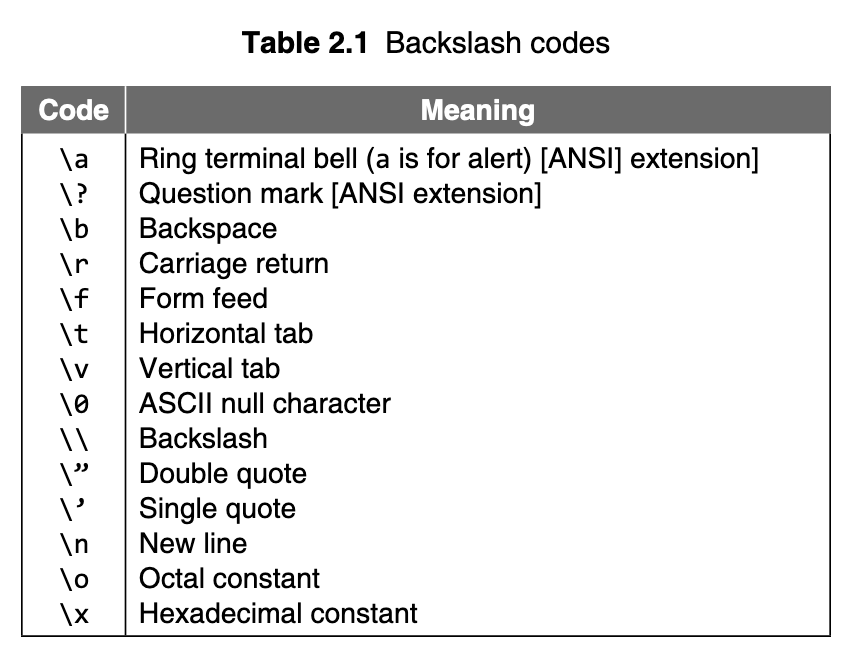 Table 2.1 Backslash codes
Code Meaning
\a Ring terminal bell (a is for alert) [ANSI] extension]
\? Question mark [ANSI extension]
\b Backspace
\r Carriage return
\f Form feed
\t Horizontal tab
\v Vertical tab
\0 ASCII null character
\\ Backslash
\” Double quote
\’ Single quote
\n New line
\o Octal constant
\x Hexadecimal constant